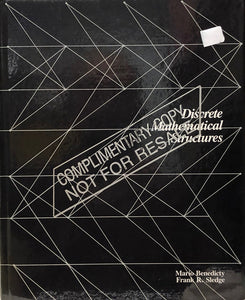 Discrete
Mathematical
Structures
COMPLIMENTARY COPY
NOT FOR RESALE
Mario Benedicty
Frank R. Sledge